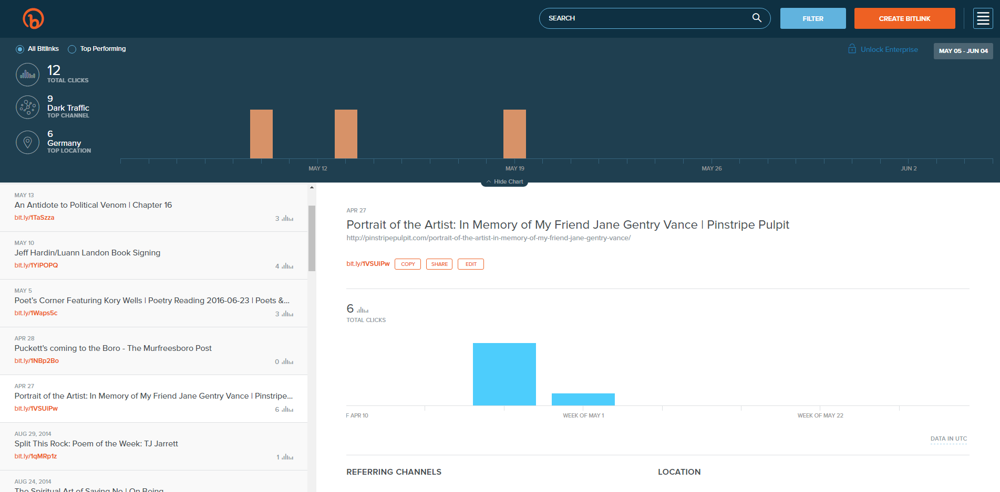 SEARCH
FILTER
CREATE BITLINK
All Bitlinks
Top Performing
Unlock Enterprise
MAY 05 - JUN 04
12
TOTAL CLICKS
9
Dark Traffic
TOP CHANNEL
6
Germany
TOP LOCATION
MAY 12
MAY 19
MAY 26
JUN 2
Hide Chart
MAY 13
An Antidote to Political Venom | Chapter 16
bit.ly/1TaSzza
3
MAY 10
Jeff Hardin/Luann Landon Book Signing
bit.ly/1YiPOPQ
4
MAY 5
Poet's Corner Featuring Kory Wells | Poetry Reading 2016-06-23 | Poets &...
bit.ly/1Waps5c
3
APR 28
Puckett's coming to the Boro - The Murfreesboro Post
bit.ly/1NBp2Bo
0
APR 27
Portrait of the Artist: In Memory of My Friend Jane Gentry Vance | Pinstripe...
bit.ly/1VSUiPw
6
AUG 29, 2014
Split This Rock: Poem of the Week: TJ Jarrett
bit.ly/1qMRp1z
1
AUG 24, 2014
The Spiritual Art of Saying No | On Being
APR 27
Portrait of the Artist: In Memory of My Friend Jane Gentry Vance | Pinstripe Pulpit
http://pinstripepulpit.com/portrait-of-the-artist-in-memory-of-my-friend-jane-gentry-vance/
bit.ly/1VSUiPw
COPY
SHARE
EDIT
6
TOTAL CLICKS
F APR 10
WEEK OF MAY 1
WEEK OF MAY 22
DATA IN UTC
REFERRING CHANNELS
LOCATION